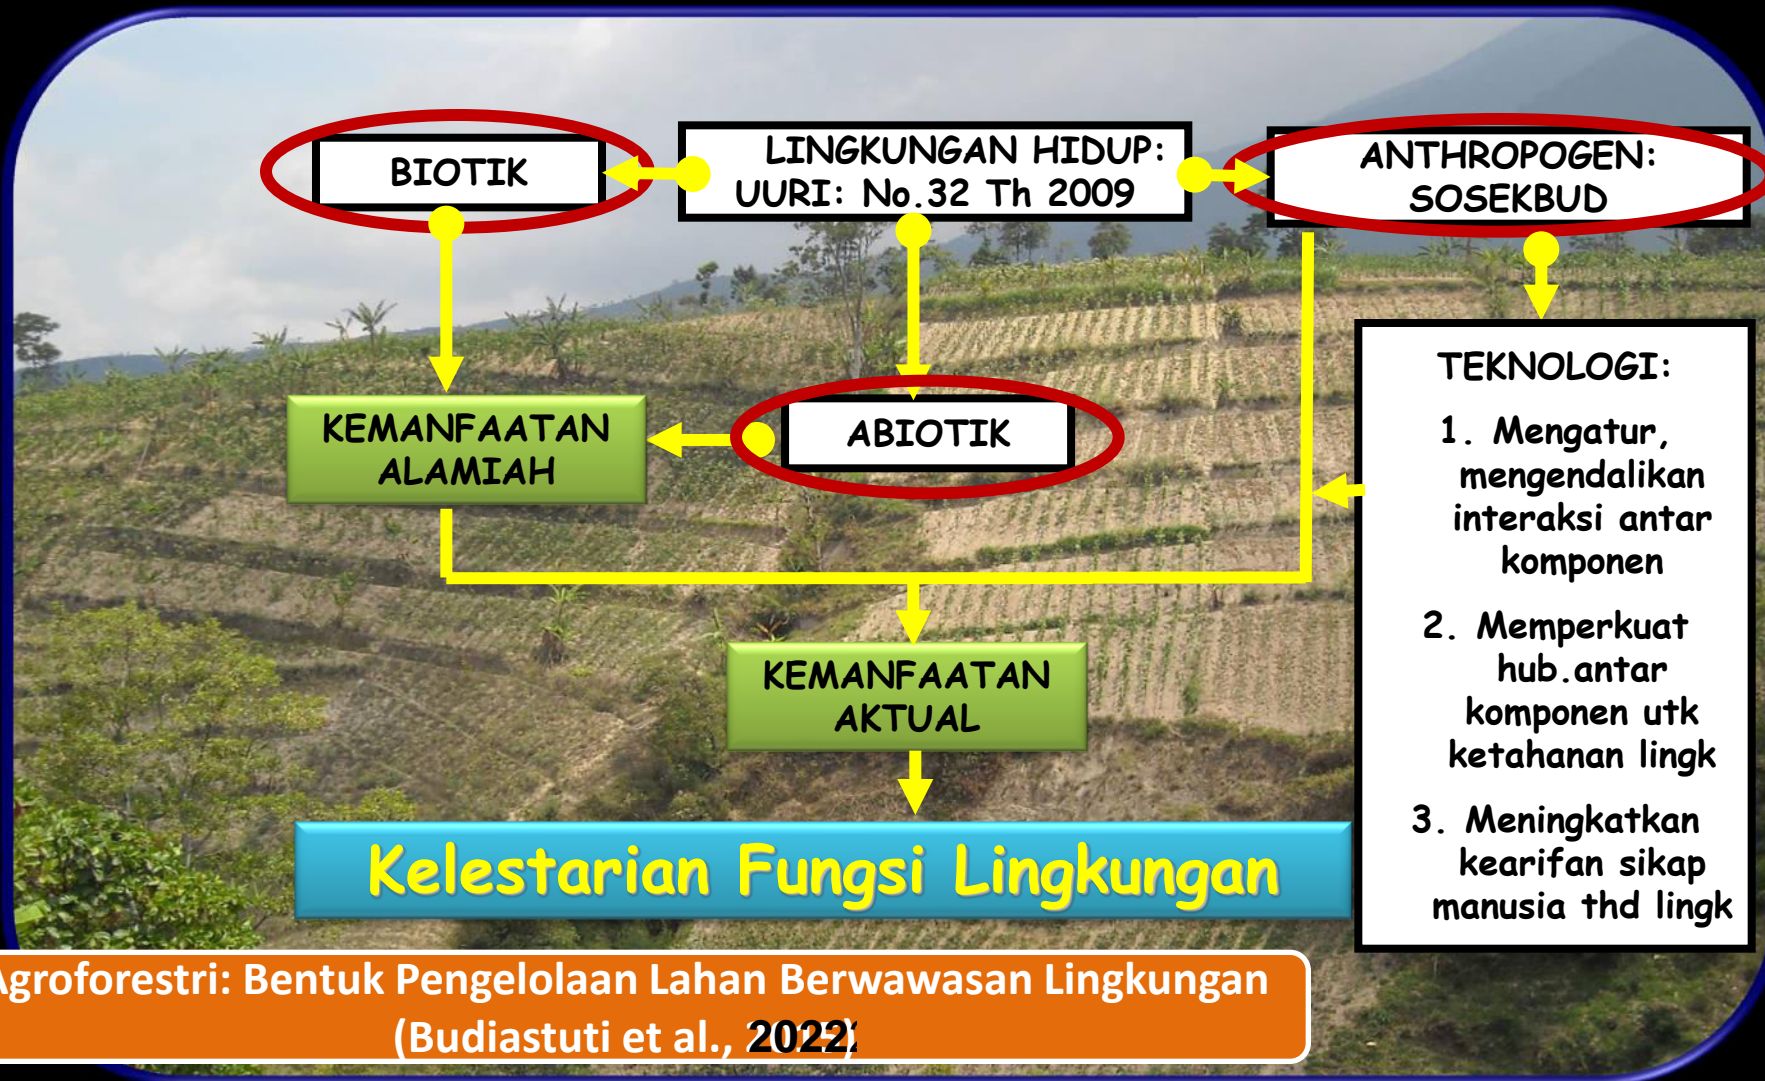 BIOTIK
LINGKUNGAN HIDUP:
UURI: No.32 Th 2009
ANTHROPOGEN:
SOSEKBUD
KEMANFAATAN
ALAMIAH
ABIOTIK
TEKNOLOGI:
1. Mengatur,
mengendalikan
interaksi antar
komponen
2. Memperkuat
hub.antar
komponen utk
ketahanan lingk
3. Meningkatkan
kearifan sikap
manusia thd lingk
KEMANFAATAN
AKTUAL
Kelestarian Fungsi Lingkungan
Agroforestri: Bentuk Pengelolaan Lahan Berwawasan Lingkungan
(Budiastuti et al., 2022